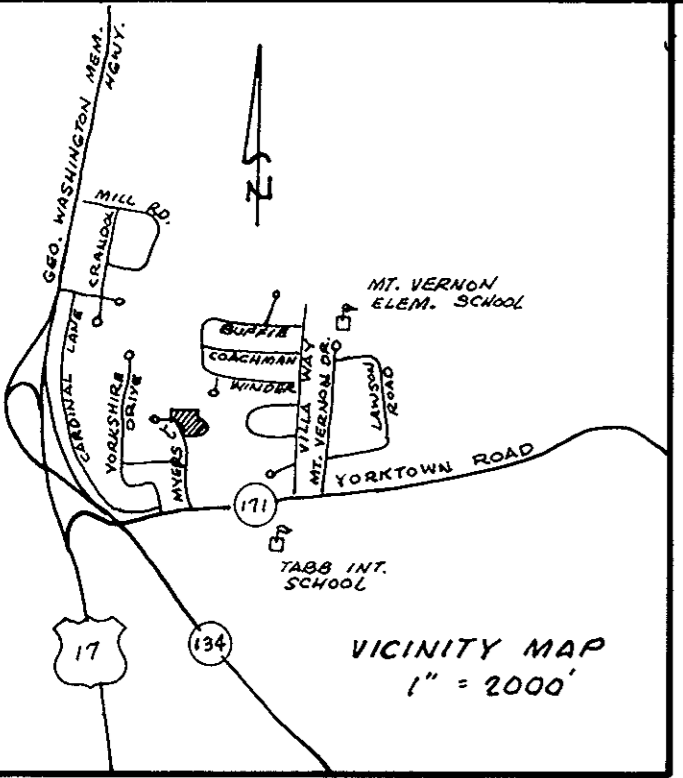 GEO. WASHINGTON MEM.
HGWY.
N
MILL RD.
CRANDOL
MT. VERNON
ELEM. SCHOOL
CARDINAL LANE
YORKSHIRE
DRIVE
BUFFIE
COACHMAN
WINDER
VILLA WAY
MT. VERNON DR.
LAWSON
ROAD
MYERS
YORKTOWN ROAD
171
TABB INT.
SCHOOL
17
134
VICINITY MAP
1" = 2000'